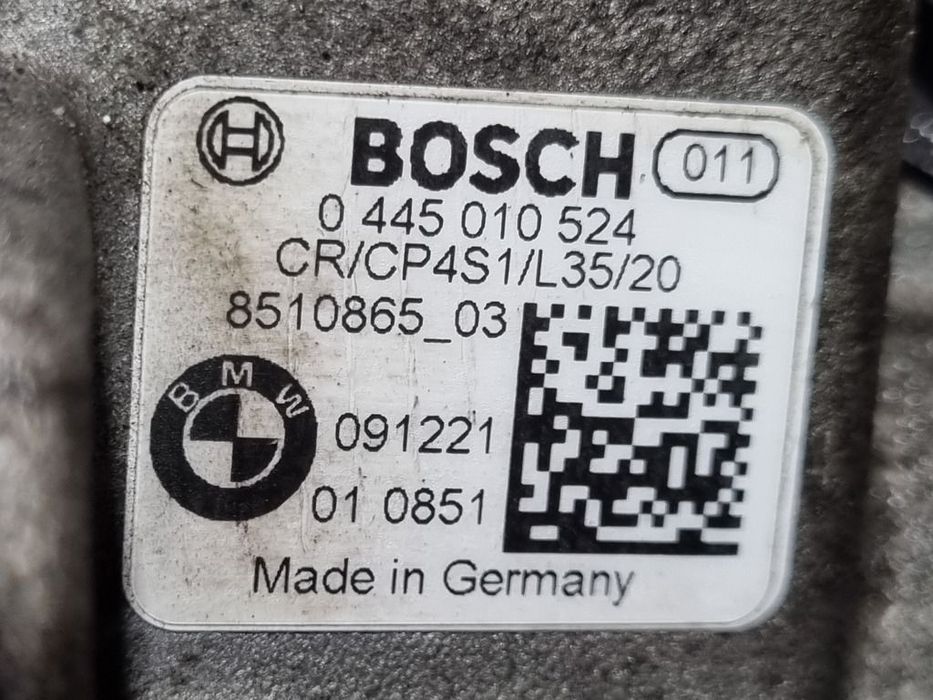 BOSCH 011
0 445 010 524
CR/CP4S1/L35/20
8510865_03
BMW
091221
01 0851
Made in Germany